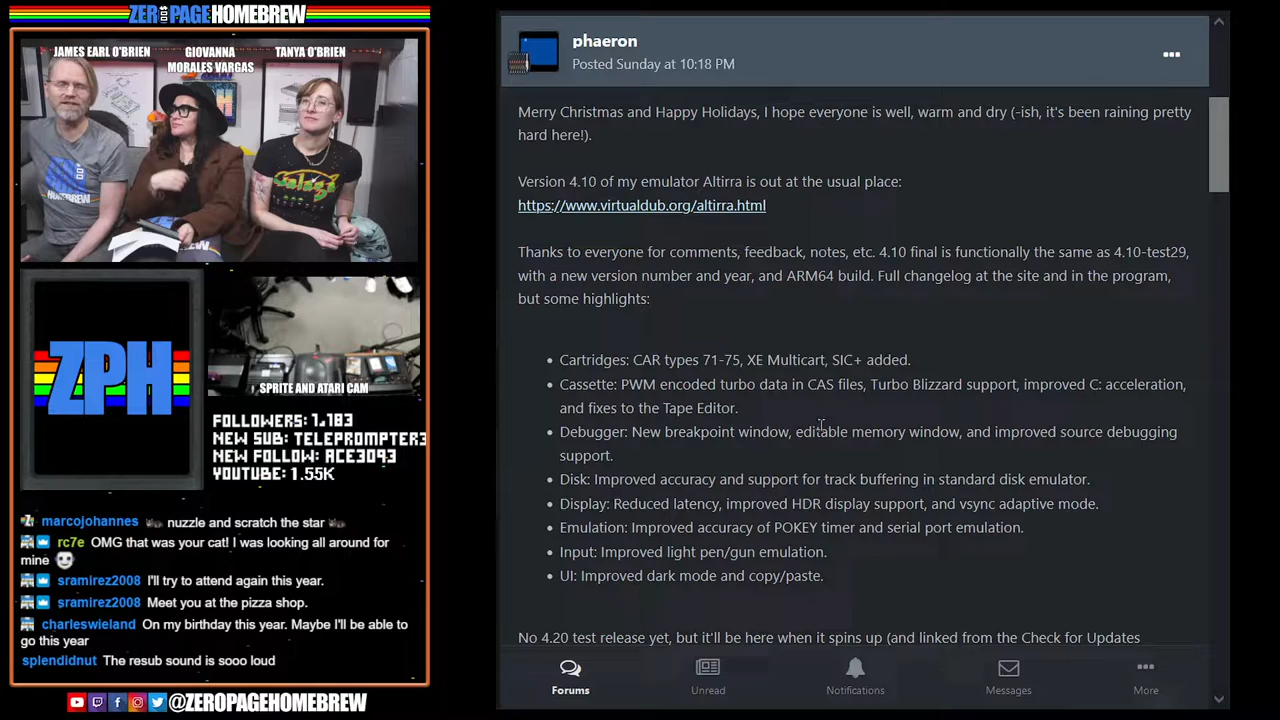 ZEROPAGEHOMEBREW
JAMES EARL O'BRIEN
GIOVANNA
MORALES VARGAS
TANYA O'BRIEN
HOMEBREW
ZPH
SPRITE AND ATARI CAM
FOLLOWERS: 1,183
NEW SUB: TELEPROMPTER3
NEW FOLLOW: ACE3093
YOUTUBE: 1.55K
marcojohannes nuzzle and scratch the star
rc7e OMG that was your cat! I was looking all around for
mine
sramirez2008 I'll try to attend again this year.
sramirez2008 Meet you at the pizza shop.
charleswieland On my birthday this year. Maybe I'll be able to
go this year
splendidnut The resub sound is sooo loud
@ZEROPAGEHOMEBREW
phaeron
Posted Sunday at 10:18 PM
Merry Christmas and Happy Holidays, I hope everyone is well, warm and dry (-ish, it's been raining pretty
hard here!).
Version 4.10 of my emulator Altirra is out at the usual place:
https://www.virtualdub.org/altirra.html
Thanks to everyone for comments, feedback, notes, etc. 4.10 final is functionally the same as 4.10-test29,
with a new version number and year, and ARM64 build. Full changelog at the site and in the program,
but some highlights:
• Cartridges: CAR types 71-75, XE Multicart, SIC+ added.
• Cassette: PWM encoded turbo data in CAS files, Turbo Blizzard support, improved C: acceleration,
and fixes to the Tape Editor.
• Debugger: New breakpoint window, editable memory window, and improved source debugging
support.
• Disk: Improved accuracy and support for track buffering in standard disk emulator.
• Display: Reduced latency, improved HDR display support, and vsync adaptive mode.
• Emulation: Improved accuracy of POKEY timer and serial port emulation.
• Input: Improved light pen/gun emulation.
• UI: Improved dark mode and copy/paste.
No 4.20 test release yet, but it'll be here when it spins up (and linked from the Check for Updates
Forums
Unread
Notifications
Messages
More